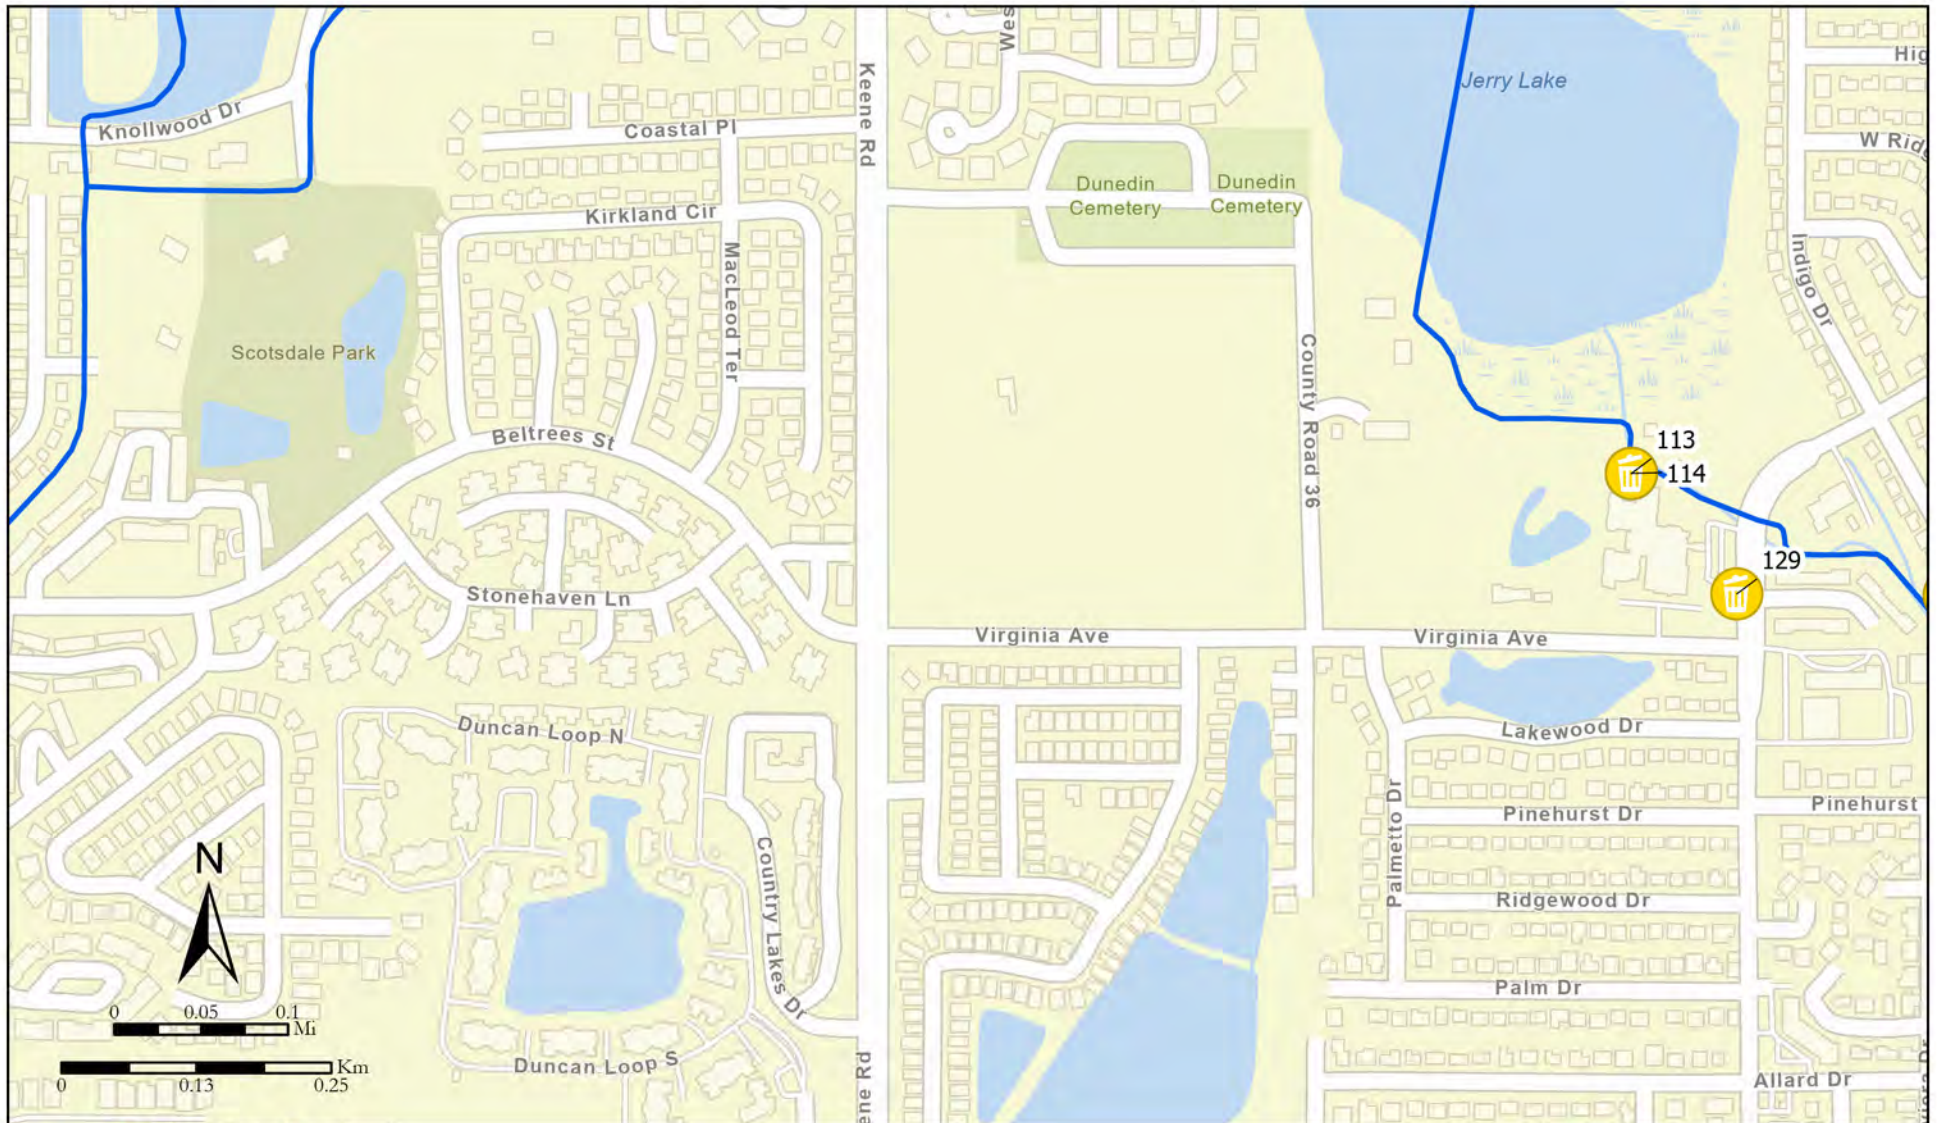 Jerry Lake
Knollwood Dr
Coastal Pl
Keene Rd
Dunedin
Cemetery
Dunedin
Cemetery
W Ridg
Kirkland Cir
MacLeod Ter
Indigo Dr
Scotsdale Park
County Road 36
Beltrees St
113
114
129
Stonehaven Ln
Virginia Ave
Virginia Ave
Duncan Loop N
Lakewood Dr
Palmetto Dr
Pinehurst Dr
Pinehurst
N
Country Lakes Dr
Ridgewood Dr
Palm Dr
0 0.05 0.1
Mi
Km
0 0.13 0.25
Duncan Loop S
ene Rd
Allard Dr
Hig
Wes